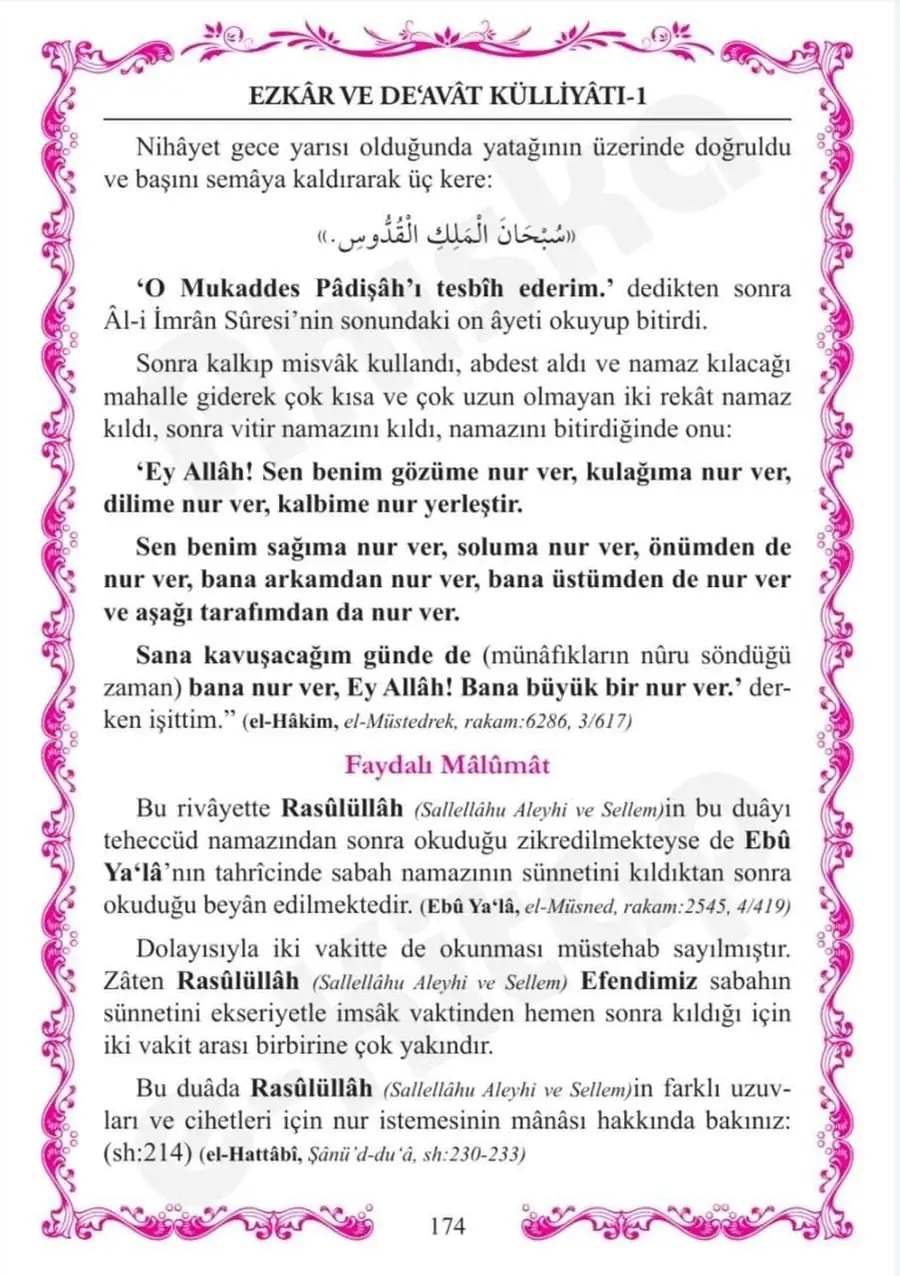 EZKÂR VE DE‘AVÂT KÜLLİYÂTI-1
Nihâyet gece yarısı olduğunda yatağının üzerinde doğruldu
ve başını semâya kaldırarak üç kere:
«سُبْحَانَ الْمَلِكِ الْقُدُّوسِ.»
‘O Mukaddes Pâdişâh’ı tesbîh ederim.’ dedikten sonra
Âl-i İmrân Sûresi’nin sonundaki on âyeti okuyup bitirdi.
Sonra kalkıp misvâk kullandı, abdest aldı ve namaz kılacağı
mahalle giderek çok kısa ve çok uzun olmayan iki rekât namaz
kıldı, sonra vitir namazını kıldı, namazını bitirdiğinde onu:
‘Ey Allâh! Sen benim gözüme nur ver, kulağıma nur ver,
dilime nur ver, kalbime nur yerleştir.
Sen benim sağıma nur ver, soluma nur ver, önümden de
nur ver, bana arkamdan nur ver, bana üstümden de nur ver
ve aşağı tarafımdan da nur ver.
Sana kavuşacağım günde de (münâfıkların nûru söndüğü
zaman) bana nur ver, Ey Allâh! Bana büyük bir nur ver.’ der-
ken işittim.” (el-Hâkim, el-Müstedrek, rakam:6286, 3/617)
Faydalı Mâlûmât
Bu rivâyette Rasûlüllâh (Sallellâhu Aleyhi ve Sellem)in bu duâyı
teheccüd namazından sonra okuduğu zikredilmekteyse de Ebû
Ya‘lâ’nın tahrîcinde sabah namazının sünnetini kıldıktan sonra
okuduğu beyân edilmektedir. (Ebû Ya‘lâ, el-Müsned, rakam:2545, 4/419)
Dolayısıyla iki vakitte de okunması müstehab sayılmıştır.
Zâten Rasûlüllâh (Sallellâhu Aleyhi ve Sellem) Efendimiz sabahın
sünnetini ekseriyetle imsâk vaktinden hemen sonra kıldığı için
iki vakit arası birbirine çok yakındır.
Bu duâda Rasûlüllâh (Sallellâhu Aleyhi ve Sellem)in farklı uzuv-
ları ve cihetleri için nur istemesinin mânâsı hakkında bakınız:
(sh:214) (el-Hattâbî, Şânü’d-du‘â, sh:230-233)
174